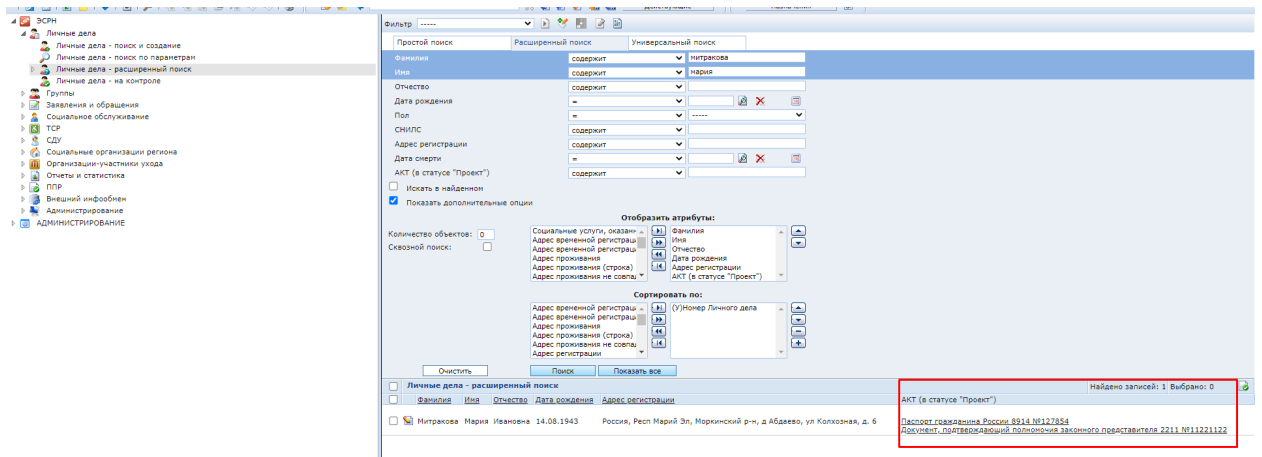 ЭСРН
Личные дела
Личные дела - поиск и создание
Личные дела - поиск по параметрам
Личные дела - расширенный поиск
Личные дела - на контроле
Группы
Заявления и обращения
Социальное обслуживание
ТСР
СДУ
Социальные организации региона
Организации-участники ухода
Отчеты и статистика
ППР
Внешний инфообмен
Администрирование
АДМИНИСТРИРОВАНИЕ
Фильтр -----
Простой поиск Расширенный поиск Универсальный поиск
Фамилия содержит митракова
Имя содержит мария
Отчество содержит
Дата рождения =
Пол = -----
СНИЛС содержит
Адрес регистрации содержит
Дата смерти =
АКТ (в статусе "Проект") содержит
Искать в найденном
Показать дополнительные опции
Отобразить атрибуты:
Количество объектов: 0
Сквозной поиск:
Социальные услуги, оказанн
Адрес временной регистраци
Адрес временной регистраци
Адрес проживания
Адрес проживания (строка)
Адрес проживания не совпад
Фамилия
Имя
Отчество
Дата рождения
Адрес регистрации
АКТ (в статусе "Проект")
Сортировать по:
Адрес временной регистраци
Адрес временной регистраци
Адрес проживания
Адрес проживания (строка)
Адрес проживания не совпад
Адрес регистрации
(У)Номер Личного дела
Очистить Поиск Показать все
Личные дела - расширенный поиск Найдено записей: 1 Выбрано: 0
Фамилия Имя Отчество Дата рождения Адрес регистрации АКТ (в статусе "Проект")
Митракова Мария Ивановна 14.08.1943 Россия, Респ Марий Эл, Моркинский р-н, д Абдаево, ул Колхозная, д. 6
Паспорт гражданина России 8914 №127854
Документ, подтверждающий полномочия законного представителя 2211 №11221122